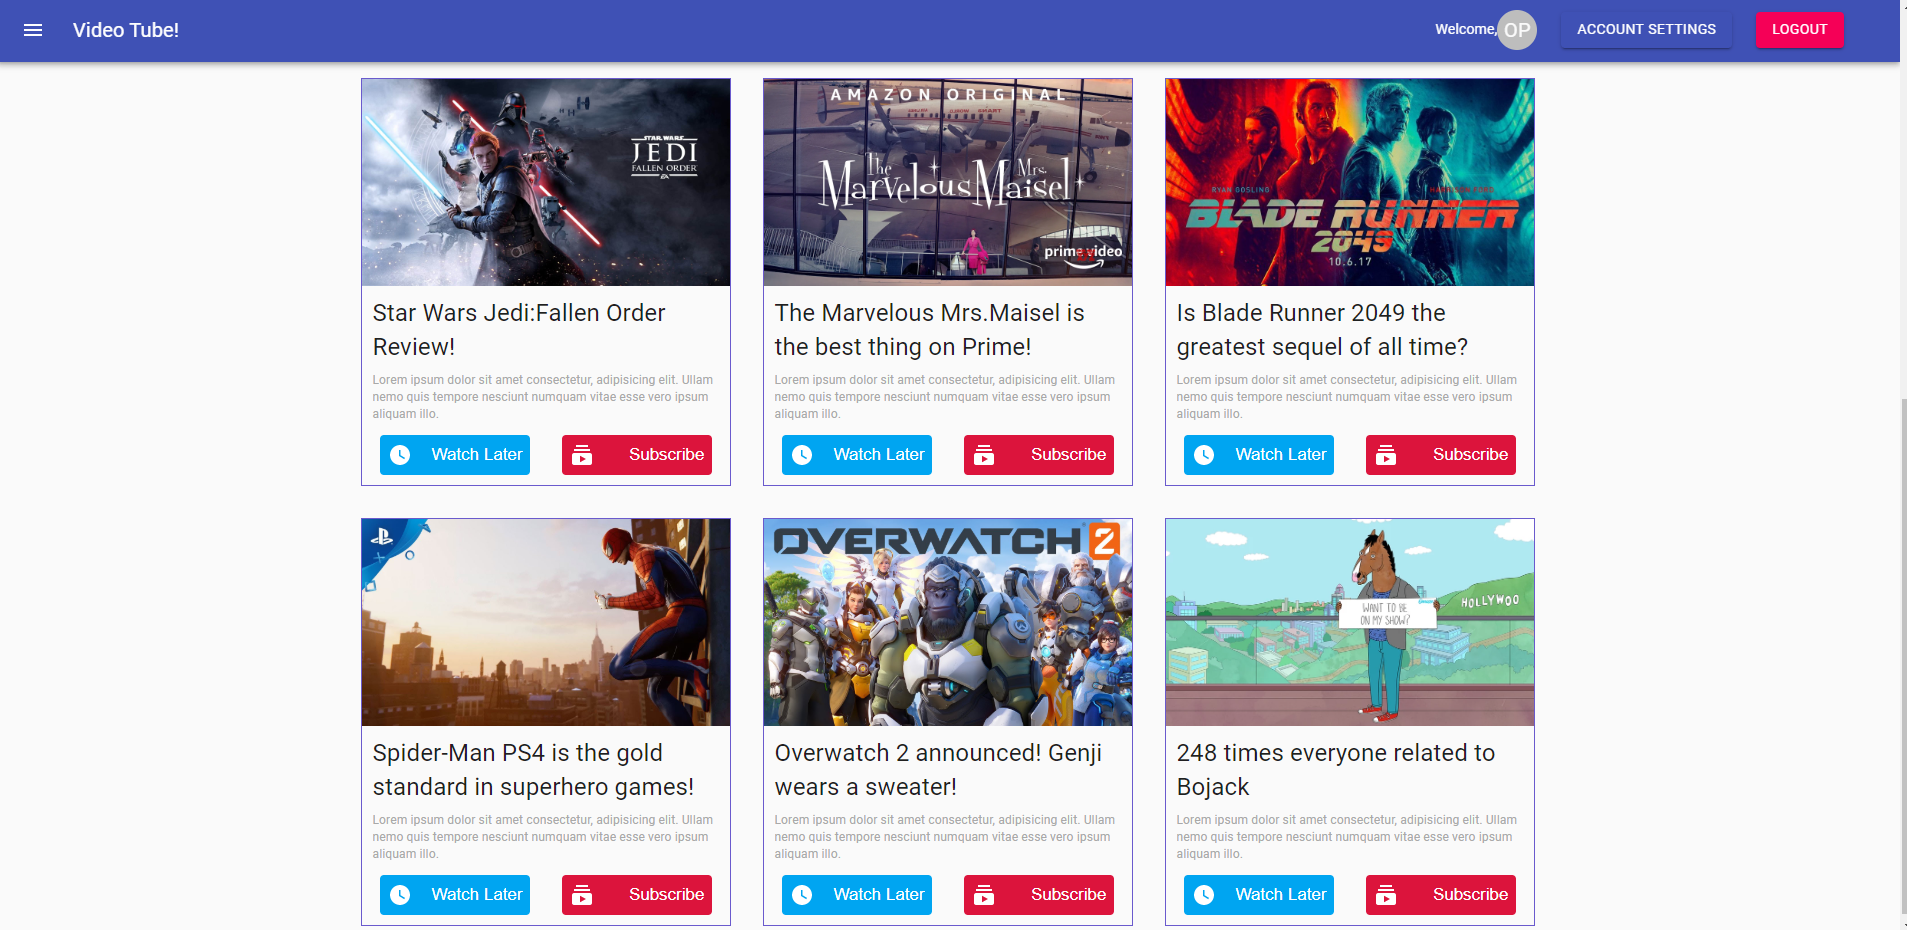 Video Tube!
Welcome, OP
ACCOUNT SETTINGS
LOGOUT
STAR WARS
JEDI
FALLEN ORDER
EA
Star Wars Jedi:Fallen Order
Review!
Lorem ipsum dolor sit amet consectetur, adipisicing elit. Ullam
nemo quis tempore nesciunt numquam vitae esse vero ipsum
aliquam illo.
Watch Later
Subscribe
AMAZON ORIGINAL
The Marvelous Mrs. Maisel
prime video
The Marvelous Mrs.Maisel is
the best thing on Prime!
Lorem ipsum dolor sit amet consectetur, adipisicing elit. Ullam
nemo quis tempore nesciunt numquam vitae esse vero ipsum
aliquam illo.
Watch Later
Subscribe
RYAN GOSLING
BLADE RUNNER
2049
10.6.17
Is Blade Runner 2049 the
greatest sequel of all time?
Lorem ipsum dolor sit amet consectetur, adipisicing elit. Ullam
nemo quis tempore nesciunt numquam vitae esse vero ipsum
aliquam illo.
Watch Later
Subscribe
Spider-Man PS4 is the gold
standard in superhero games!
Lorem ipsum dolor sit amet consectetur, adipisicing elit. Ullam
nemo quis tempore nesciunt numquam vitae esse vero ipsum
aliquam illo.
Watch Later
Subscribe
OVERWATCH 2
Overwatch 2 announced! Genji
wears a sweater!
Lorem ipsum dolor sit amet consectetur, adipisicing elit. Ullam
nemo quis tempore nesciunt numquam vitae esse vero ipsum
aliquam illo.
Watch Later
Subscribe
HOLLYWOO
WANT TO BE
ON MY SHOW?
248 times everyone related to
Bojack
Lorem ipsum dolor sit amet consectetur, adipisicing elit. Ullam
nemo quis tempore nesciunt numquam vitae esse vero ipsum
aliquam illo.
Watch Later
Subscribe